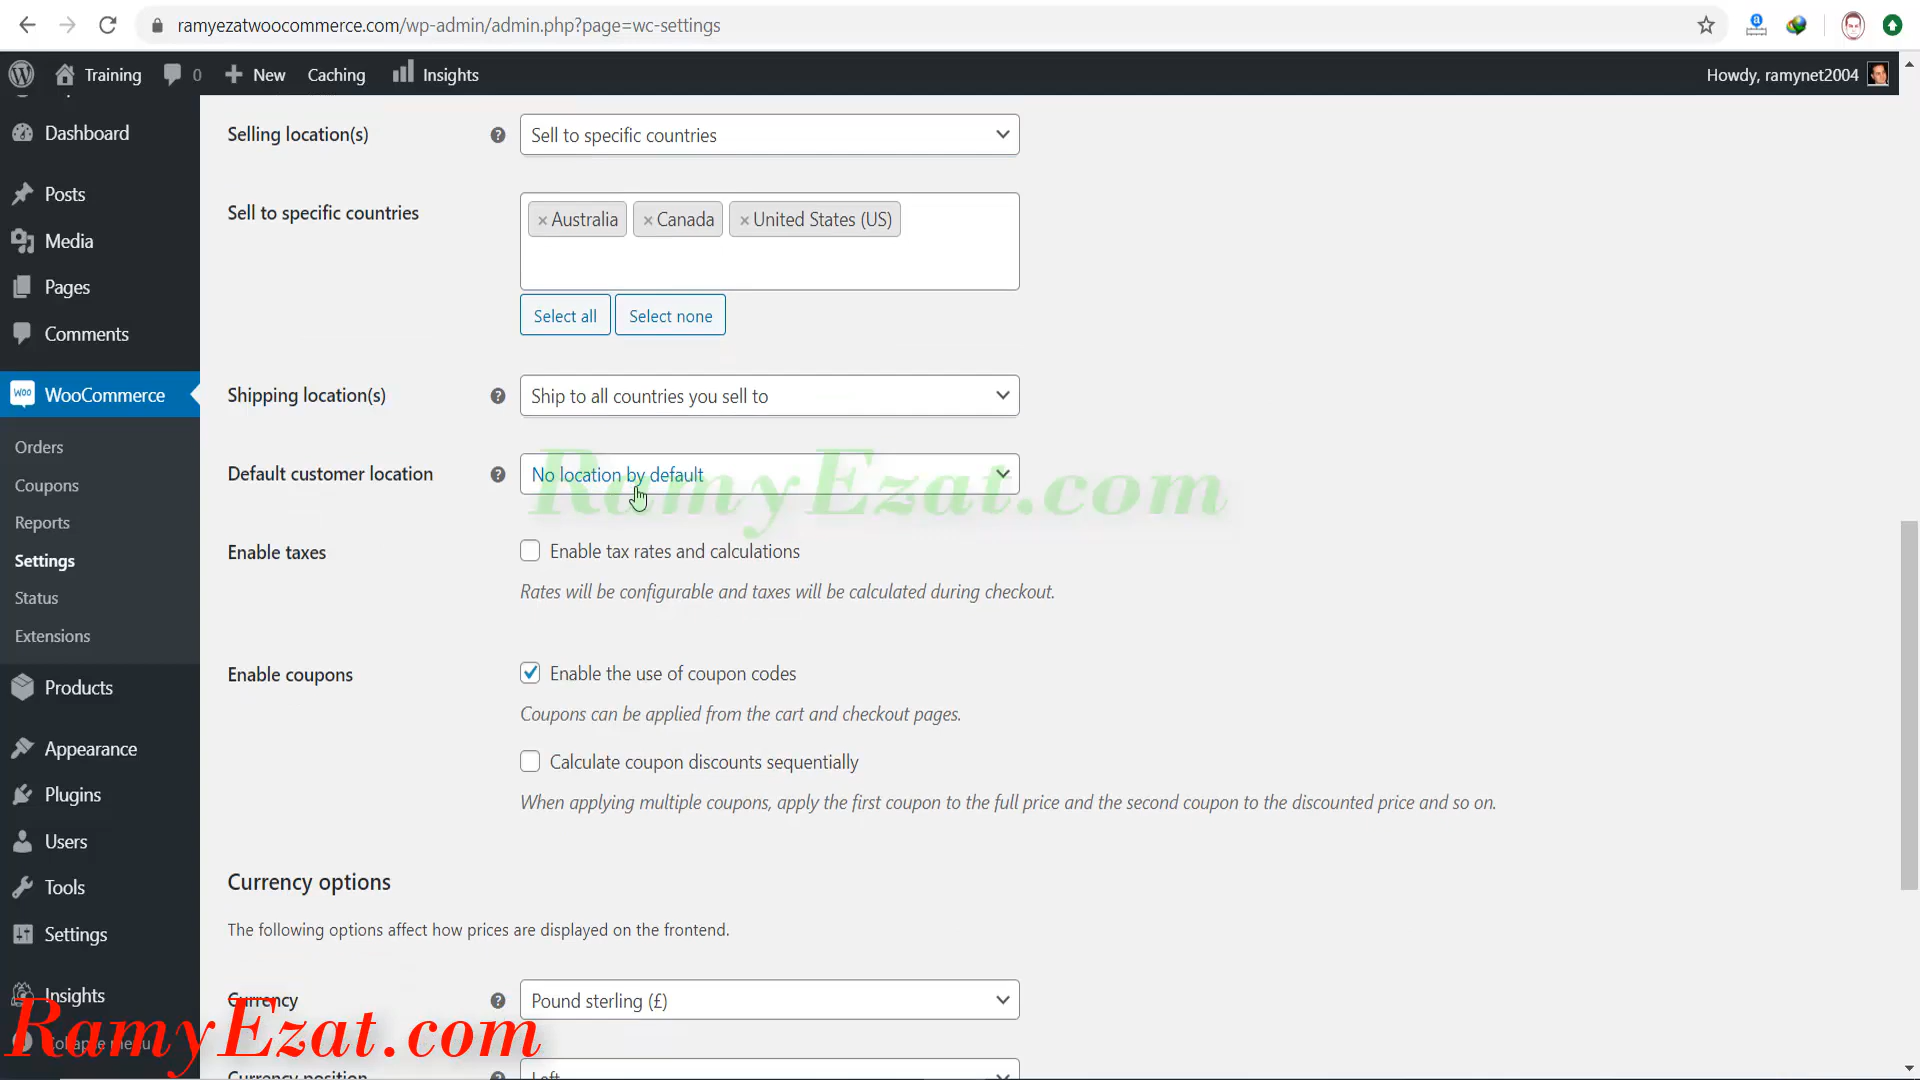 ramyezatwoocommerce.com/wp-admin/admin.php?page=wc-settings
Training 0 New Caching Insights Howdy, ramynet2004
Dashboard
Posts
Media
Pages
Comments
WooCommerce
Orders
Coupons
Reports
Settings
Status
Extensions
Products
Appearance
Plugins
Users
Tools
Settings
Insights
Collapse menu
Selling location(s) Sell to specific countries
Sell to specific countries × Australia × Canada × United States (US)
Select all Select none
Shipping location(s) Ship to all countries you sell to
Default customer location No location by default
RamyEzat.com
Enable taxes Enable tax rates and calculations
Rates will be configurable and taxes will be calculated during checkout.
Enable coupons Enable the use of coupon codes
Coupons can be applied from the cart and checkout pages.
Calculate coupon discounts sequentially
When applying multiple coupons, apply the first coupon to the full price and the second coupon to the discounted price and so on.
Currency options
The following options affect how prices are displayed on the frontend.
Currency Pound sterling (£)
RamyEzat.com
Currency position Left